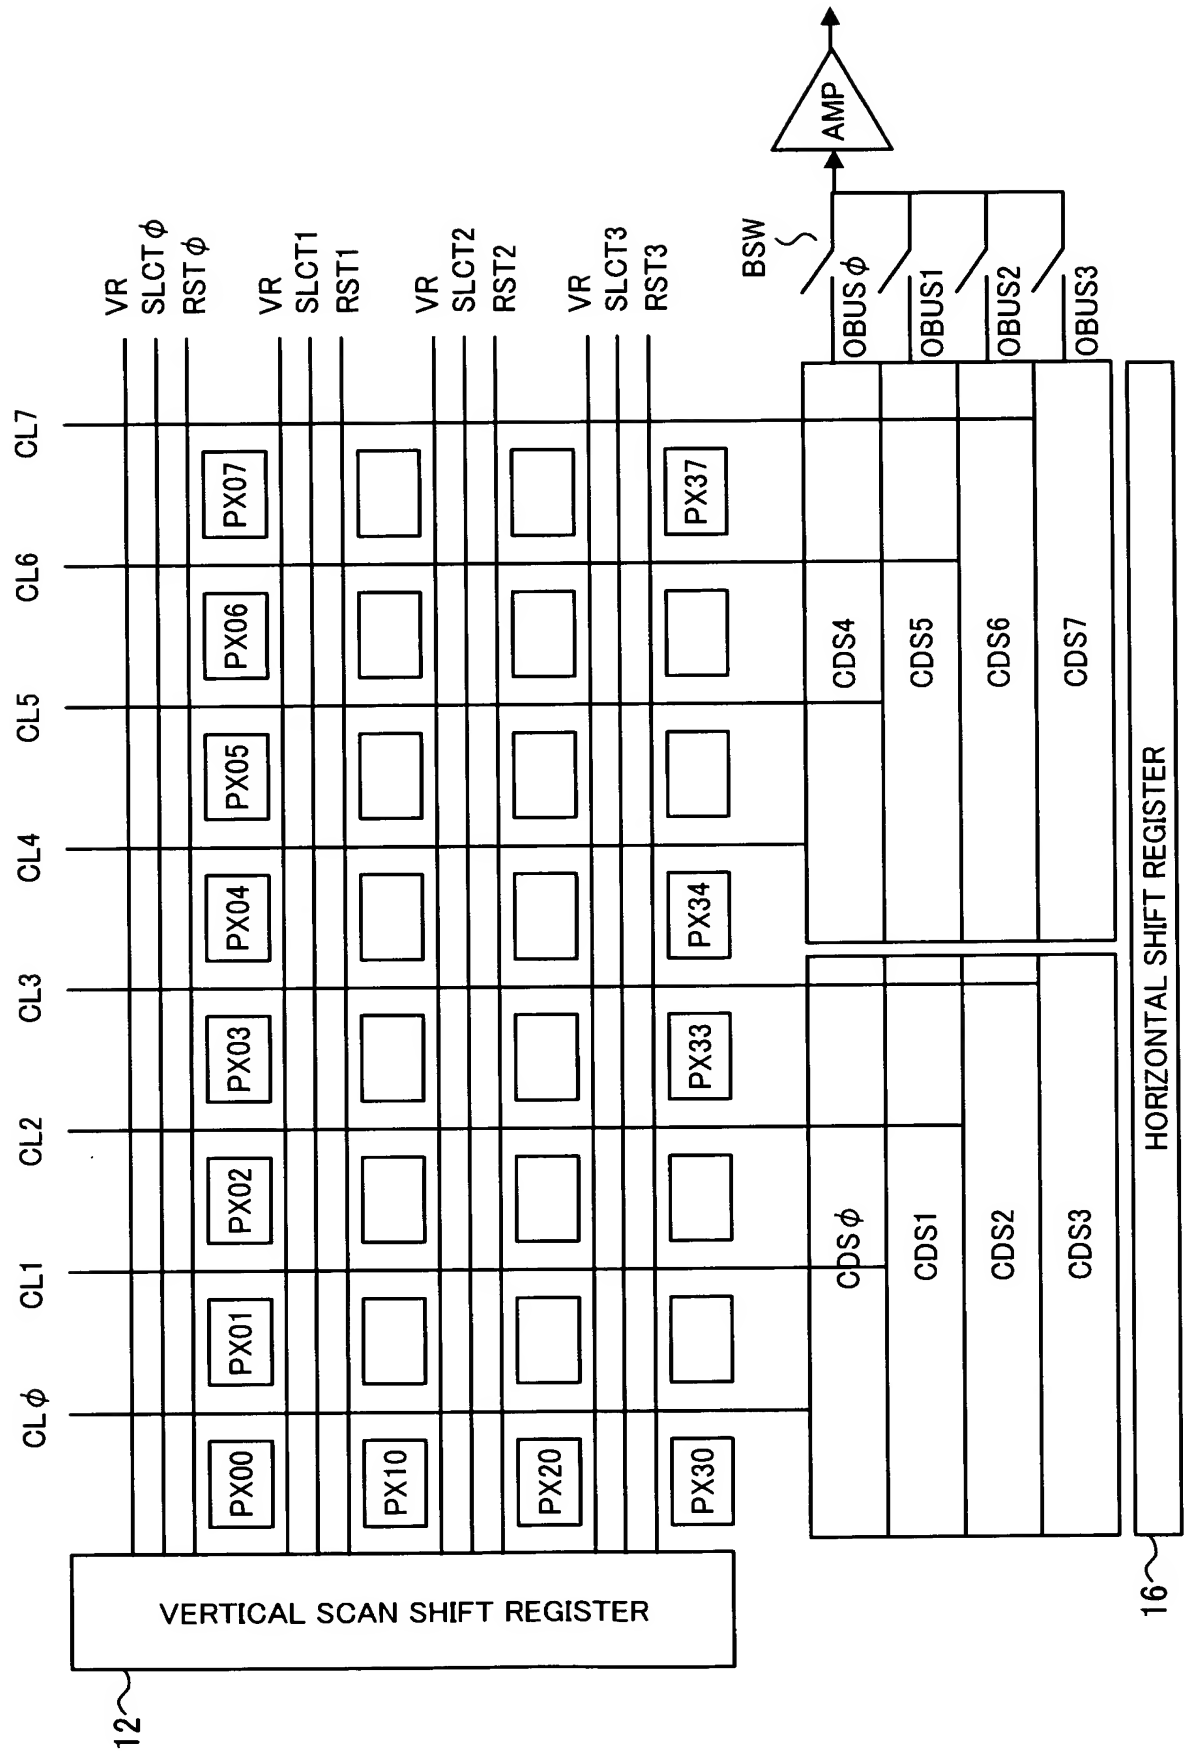 CLϕ
CL1
CL2
CL3
CL4
CL5
CL6
CL7
VR
SLCTϕ
RSTϕ
PX00
PX01
PX02
PX03
PX04
PX05
PX06
PX07
VR
SLCT1
RST1
PX10
VR
SLCT2
RST2
PX20
VR
SLCT3
RST3
PX30
PX33
PX34
PX37
12
VERTICAL SCAN SHIFT REGISTER
CDSϕ
CDS1
CDS2
CDS3
CDS4
CDS5
CDS6
CDS7
BSW
OBUSϕ
OBUS1
OBUS2
OBUS3
AMP
16
HORIZONTAL SHIFT REGISTER